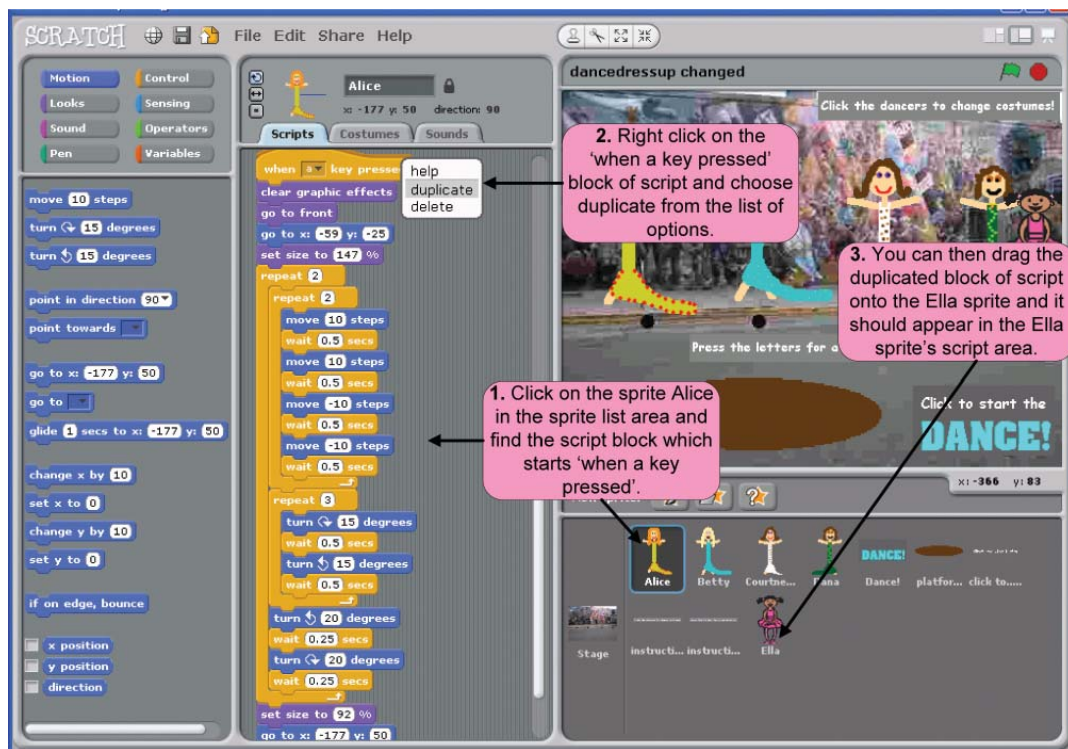 SCRATCH
File Edit Share Help
Motion
Control
Looks
Sensing
Sound
Operators
Pen
Variables
move 10 steps
turn 15 degrees
turn 15 degrees
point in direction 90
point towards
go to x: -177 y: 50
go to
glide 1 secs to x: -177 y: 50
change x by 10
set x to 0
change y by 10
set y to 0
if on edge, bounce
x position
y position
direction
Alice
x: -177 y: 50 direction: 90
Scripts
Costumes
Sounds
when a key pressed
help
duplicate
delete
clear graphic effects
go to front
go to x: -59 y: -25
set size to 147 %
repeat 2
repeat 2
move 10 steps
wait 0.5 secs
move 10 steps
wait 0.5 secs
move -10 steps
wait 0.5 secs
move -10 steps
wait 0.5 secs
repeat 3
turn 15 degrees
wait 0.5 secs
turn 15 degrees
wait 0.5 secs
turn 20 degrees
wait 0.25 secs
turn 20 degrees
wait 0.25 secs
set size to 92 %
go to x: -177 y: 50
dancedressup changed
Click the dancers to change costumes!
2. Right click on the
'when a key pressed'
block of script and choose
duplicate from the list of
options.
3. You can then drag the
duplicated block of script
onto the Ella sprite and it
should appear in the Ella
sprite's script area.
Press the letters for a
1. Click on the sprite Alice
in the sprite list area and
find the script block which
starts 'when a key
pressed'.
Click to start the
DANCE!
x: -366 y: 83
Alice
Betty
Courtne...
Dana
DANCE!
Dance!
platfor...
click to.....
Stage
instructi...
instructi...
Ella